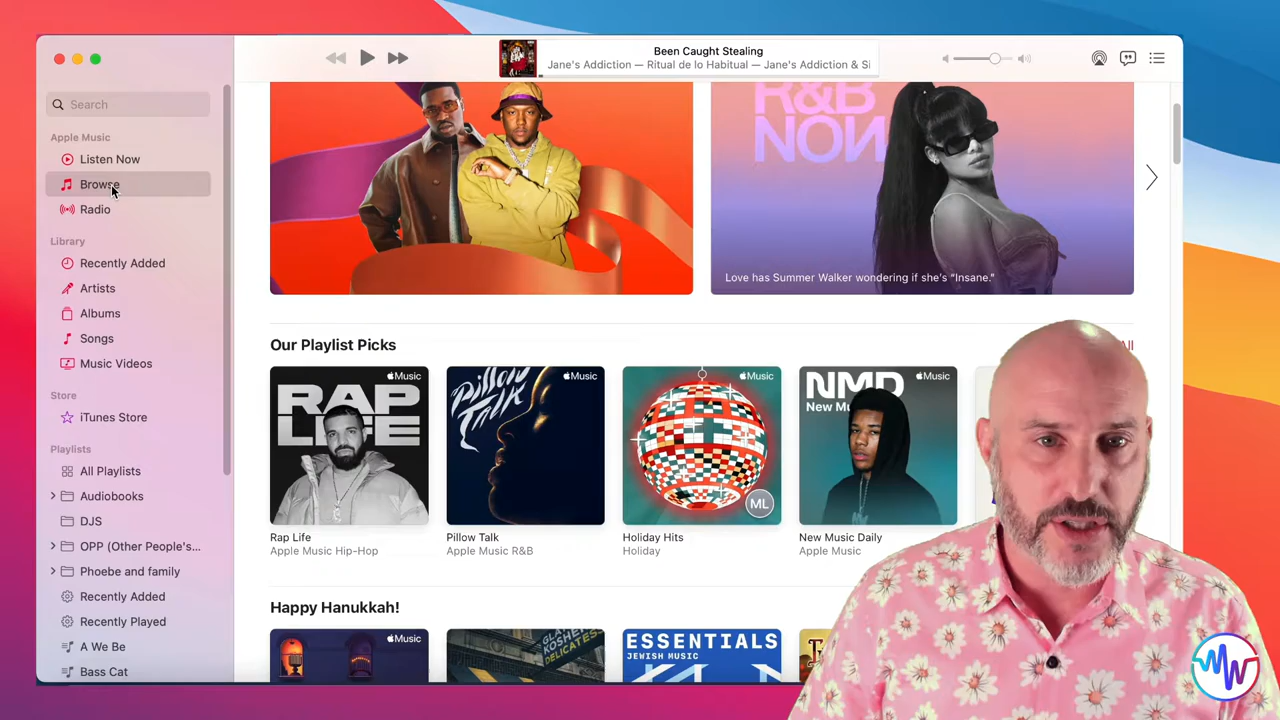 Been Caught Stealing
Jane's Addiction — Ritual de lo Habitual — Jane's Addiction & Si
Search
Apple Music
Listen Now
Browse
Radio
Library
Recently Added
Artists
Albums
Songs
Music Videos
Store
iTunes Store
Playlists
All Playlists
Audiobooks
DJS
OPP (Other People's...
Phoebe and family
Recently Added
Recently Played
A We Be
Bass Cat
R&B
NOW
Love has Summer Walker wondering if she's "Insane."
Our Playlist Picks
All
RAP
LIFE
Music
Pillow
Talk
Music
Music
ML
NMD
New Mu
Music
Rap Life
Apple Music Hip-Hop
Pillow Talk
Apple Music R&B
Holiday Hits
Holiday
New Music Daily
Apple Music
Happy Hanukkah!
Music
KOSHER
DELICATE
ESSENTIALS
JEWISH MUSIC
MW